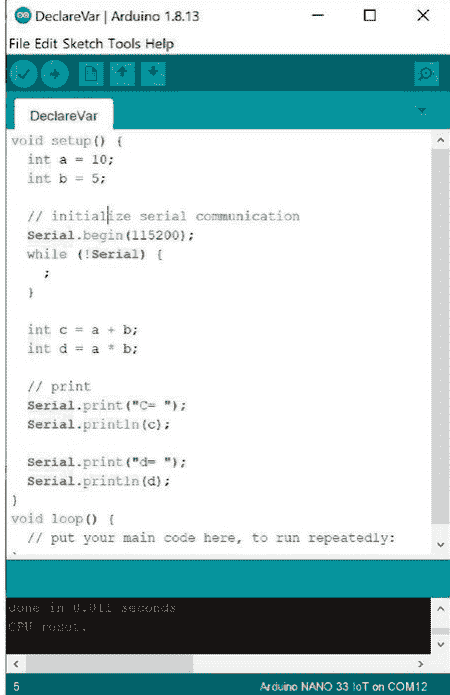 DeclareVar | Arduino 1.8.13
File Edit Sketch Tools Help
DeclareVar
void setup() {
int a = 10;
int b = 5;
// initialize serial communication
Serial.begin(115200);
while (!Serial) {
;
}
int c = a + b;
int d = a * b;
// print
Serial.print("C= ");
Serial.println(c);
Serial.print("d= ");
Serial.println(d);
}
void loop() {
// put your main code here, to run repeatedly:
done in 0.011 seconds
CPU reset.
5
Arduino NANO 33 IoT on COM12